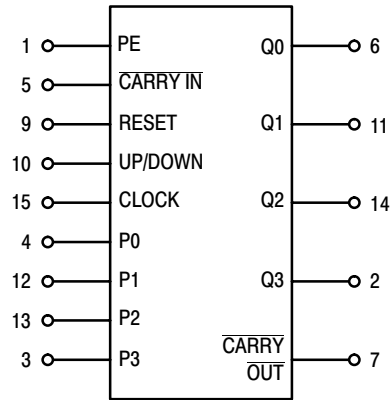 1 PE Q0 6
5 CARRY IN
9 RESET Q1 11
10 UP/DOWN
15 CLOCK Q2 14
4 P0
12 P1 Q3 2
13 P2
3 P3 CARRY OUT 7